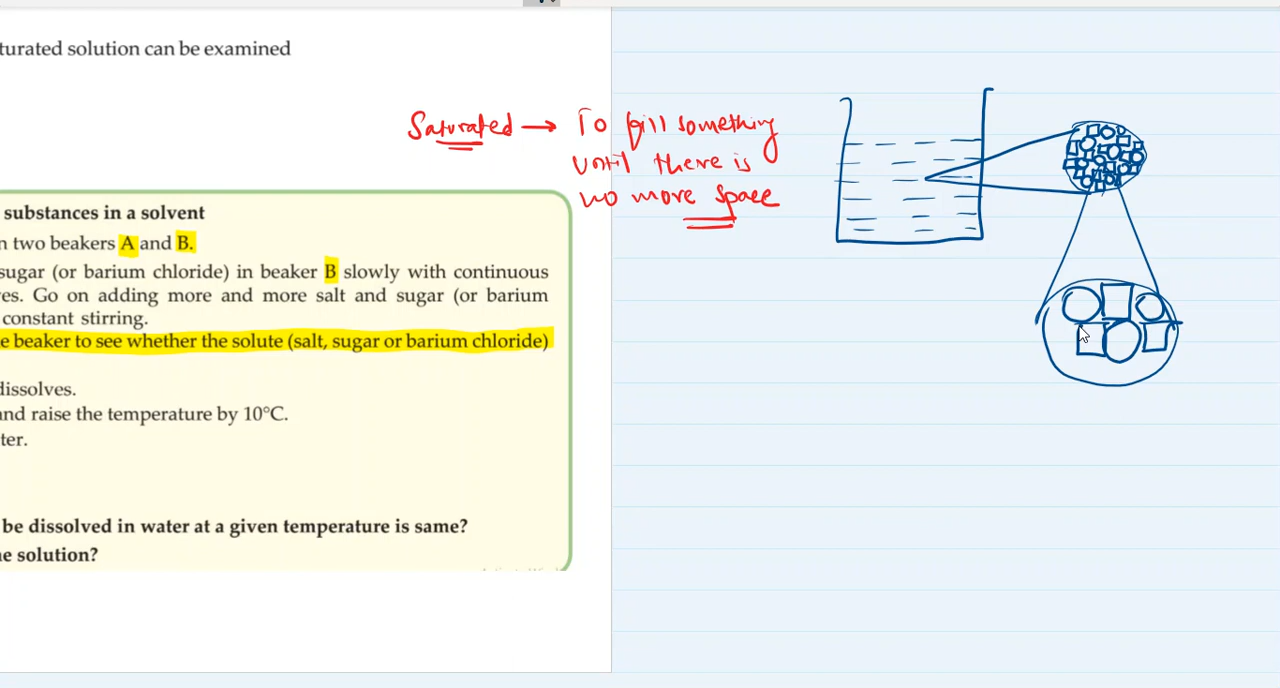 turated solution can be examined
Saturated → To fill something
until there is
no more space
substances in a solvent
n two beakers A and B.
sugar (or barium chloride) in beaker B slowly with continuous
es. Go on adding more and more salt and sugar (or barium
constant stirring.
e beaker to see whether the solute (salt, sugar or barium chloride)
dissolves.
and raise the temperature by 10°C.
ter.
be dissolved in water at a given temperature is same?
e solution?